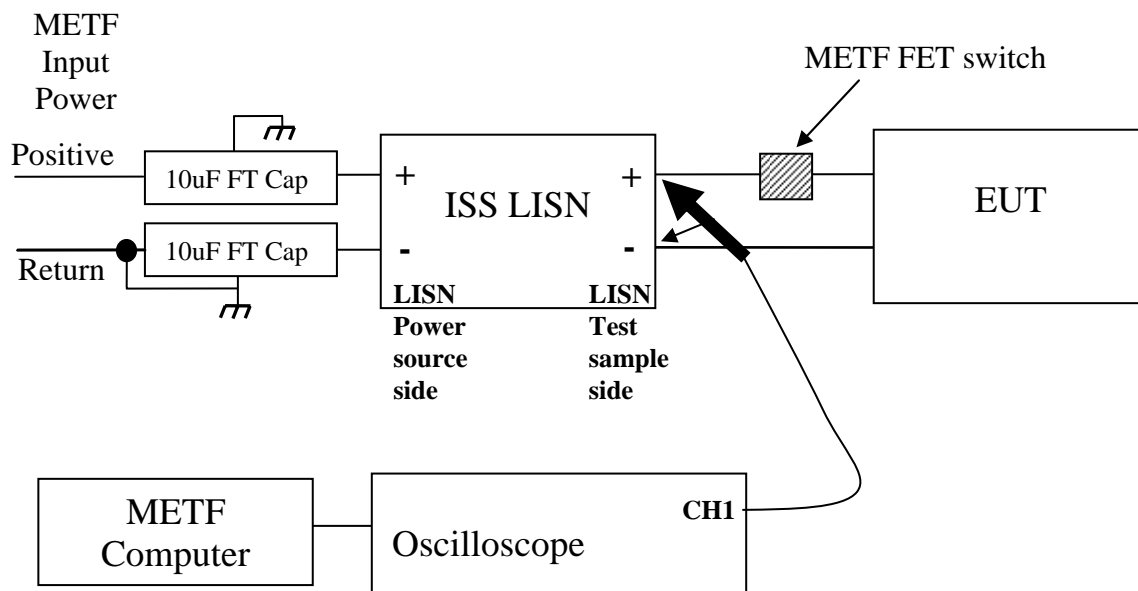 METF
Input
Power
Positive
10uF FT Cap
Return
10uF FT Cap
+
-
ISS LISN
+
-
LISN
Power
source
side
LISN
Test
sample
side
METF FET switch
EUT
METF
Computer
Oscilloscope
CH1